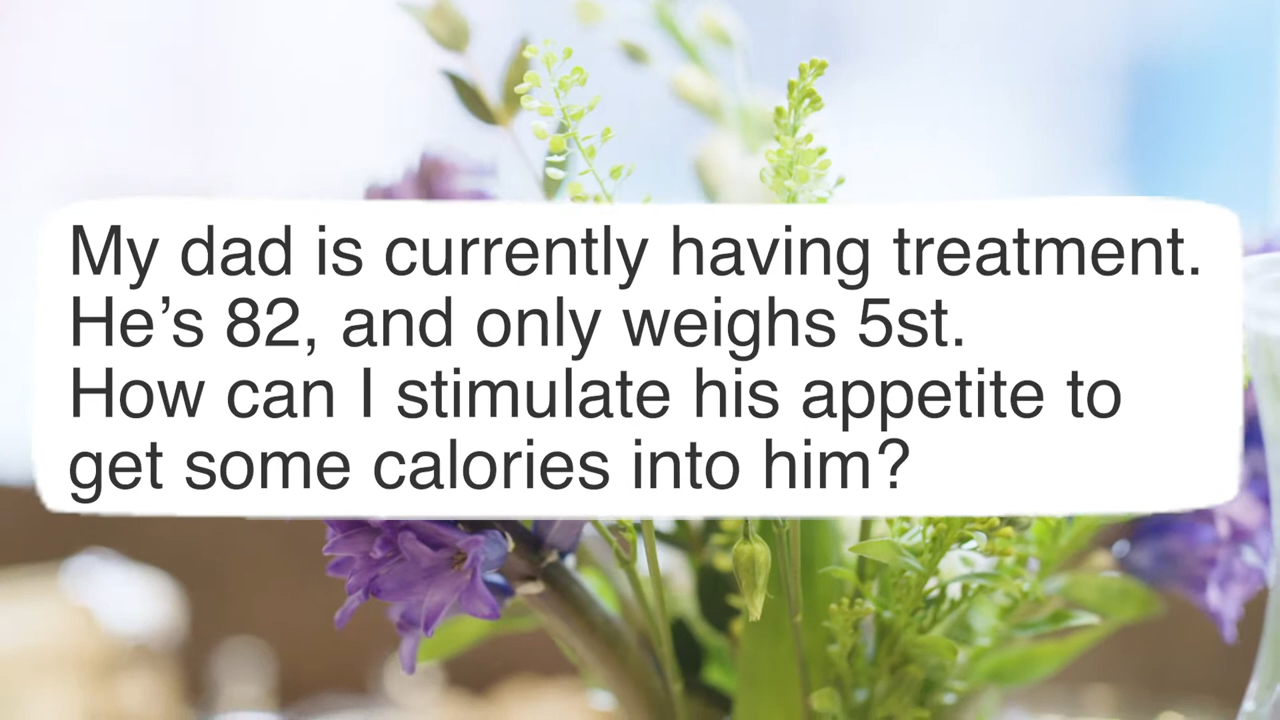 My dad is currently having treatment.
He’s 82, and only weighs 5st.
How can I stimulate his appetite to
get some calories into him?